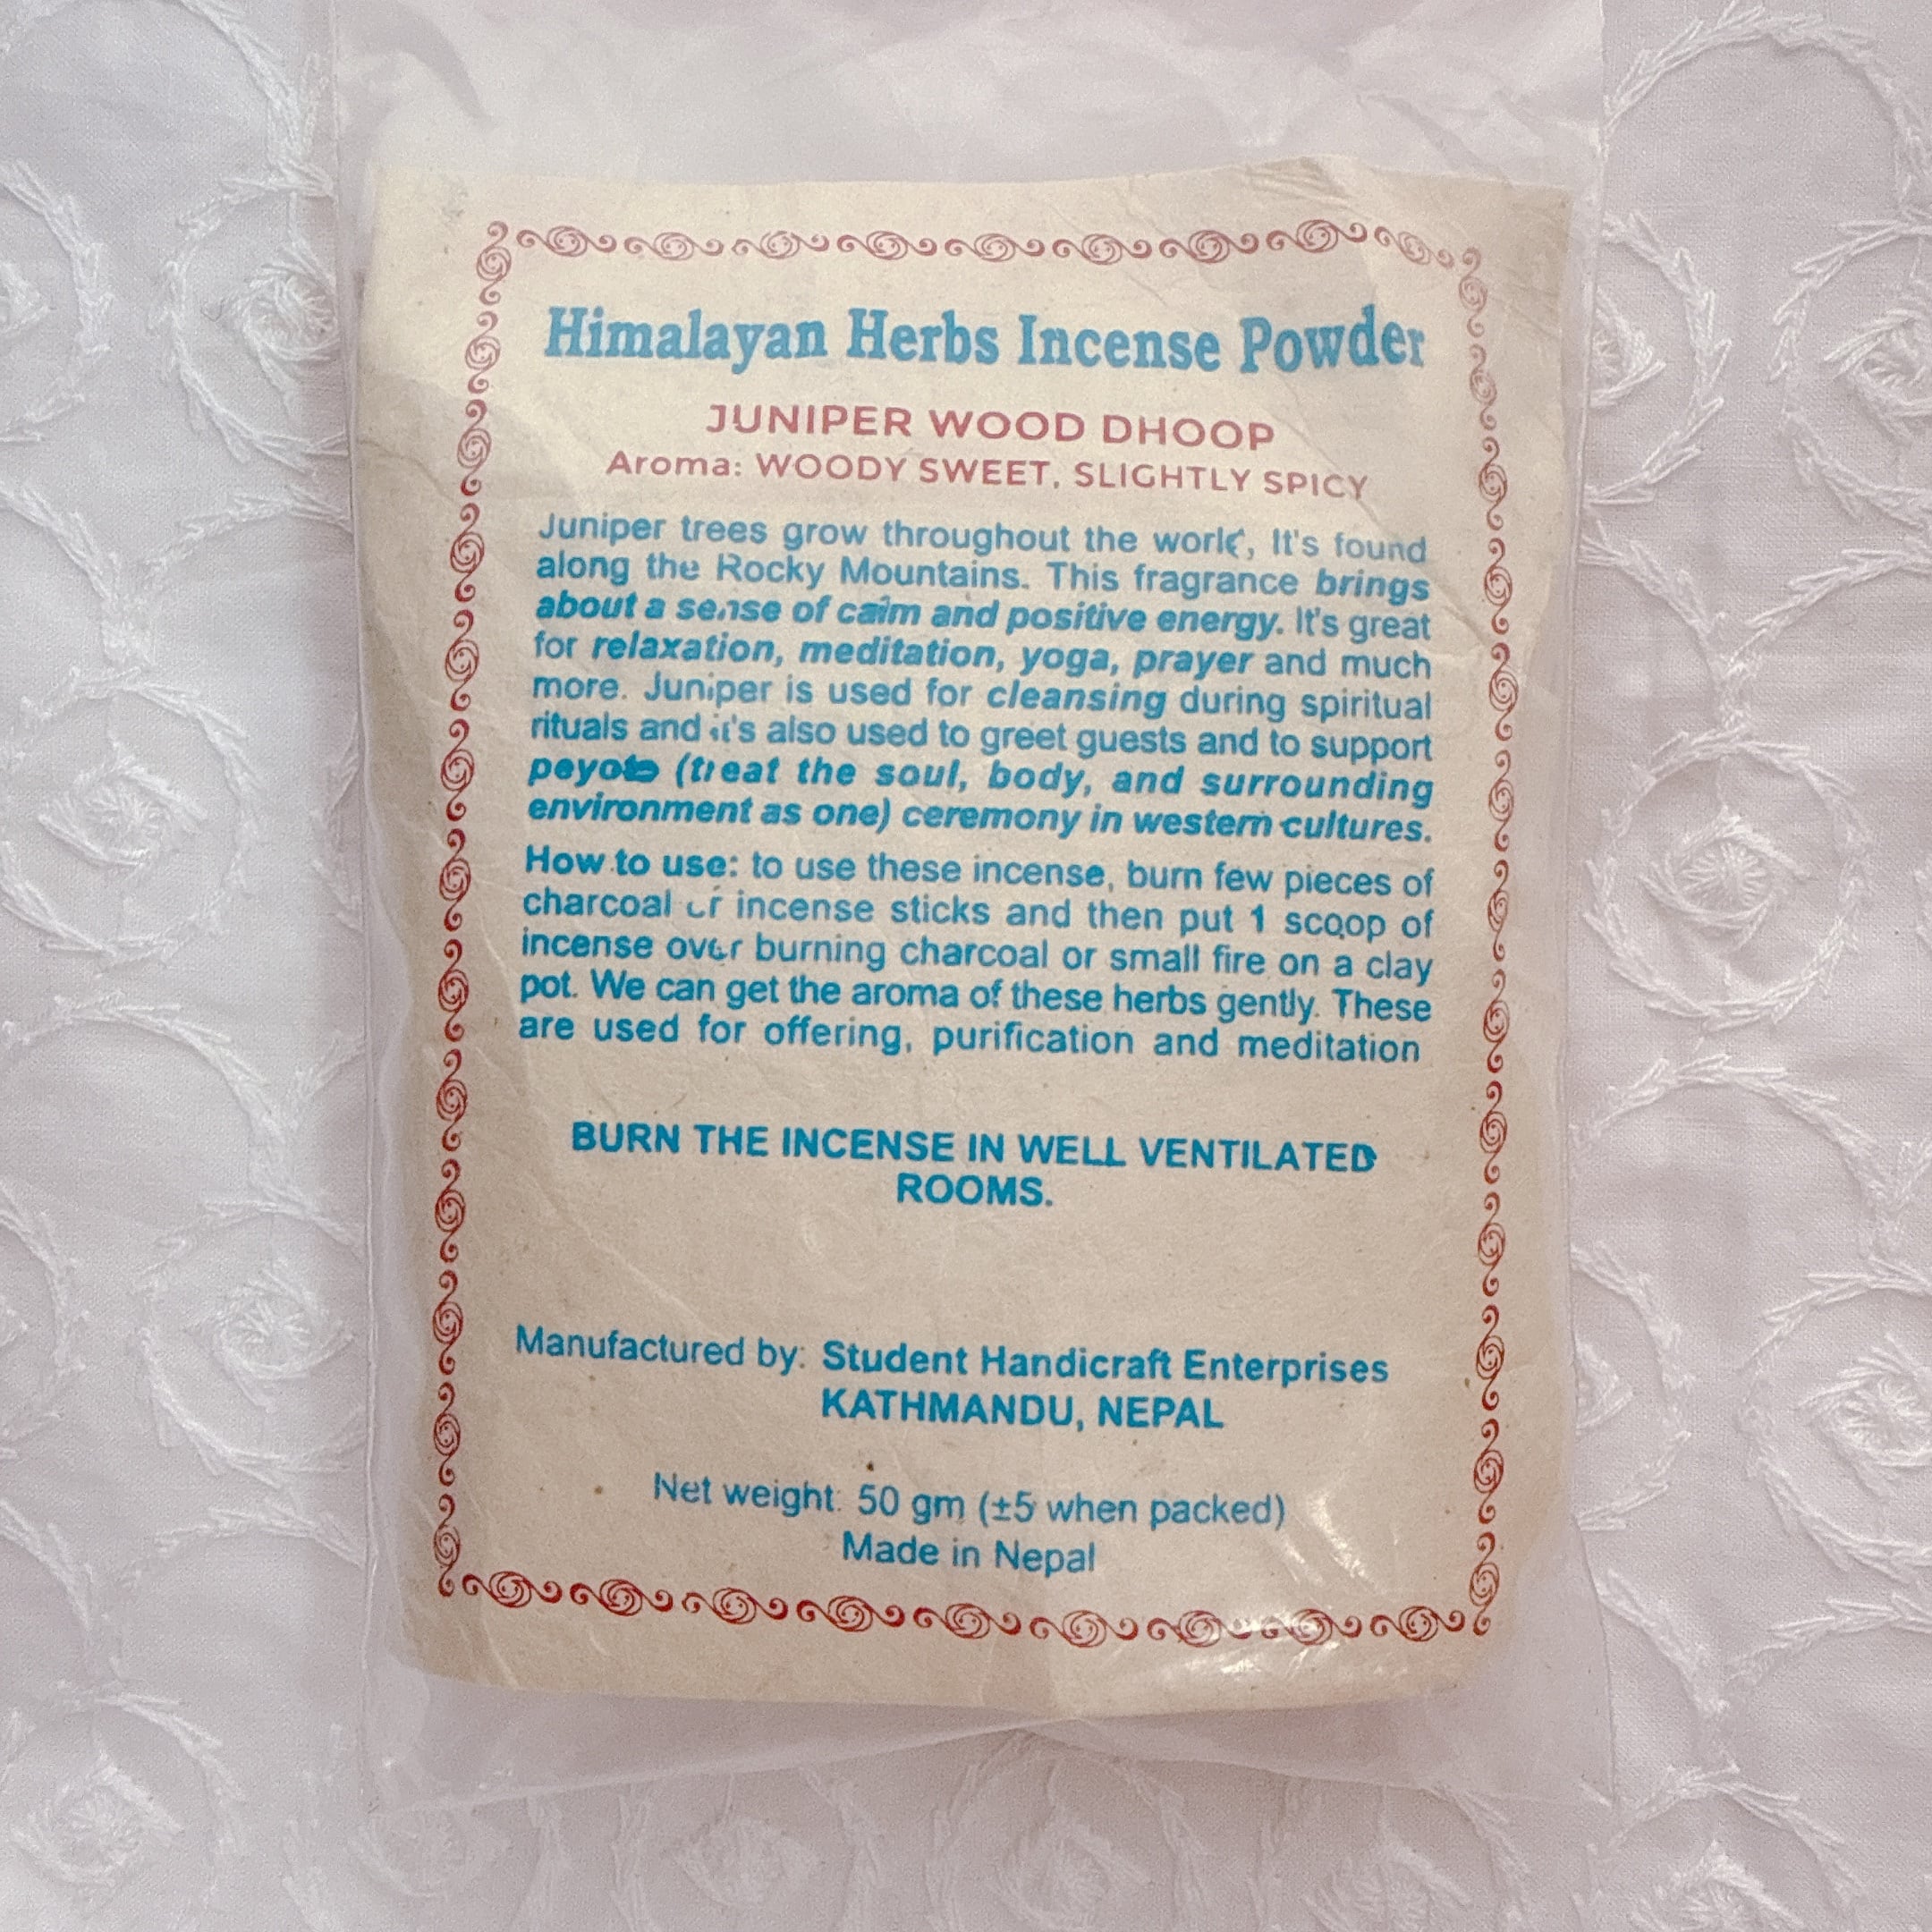 Himalayan Herbs Incense Powder
JUNIPER WOOD DHOOP
Aroma: WOODY SWEET, SLIGHTLY SPICY
Juniper trees grow throughout the world, It's found
along the Rocky Mountains. This fragrance brings
about a sense of calm and positive energy. It's great
for relaxation, meditation, yoga, prayer and much
more. Juniper is used for cleansing during spiritual
rituals and it's also used to greet guests and to support
peyote (treat the soul, body, and surrounding
environment as one) ceremony in western cultures.
How to use: to use these incense, burn few pieces of
charcoal or incense sticks and then put 1 scoop of
incense over burning charcoal or small fire on a clay
pot. We can get the aroma of these herbs gently. These
are used for offering, purification and meditation
BURN THE INCENSE IN WELL VENTILATED
ROOMS.
Manufactured by: Student Handicraft Enterprises
KATHMANDU, NEPAL
Net weight: 50 gm (±5 when packed)
Made in Nepal